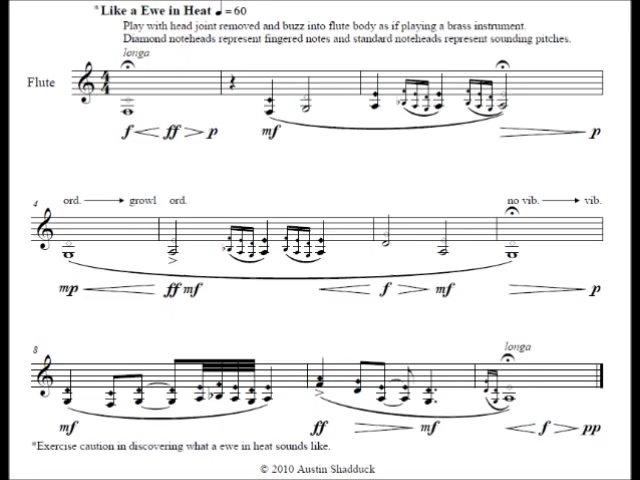 *Like a Ewe in Heat ♩ = 60
Play with head joint removed and buzz into flute body as if playing a brass instrument.
Diamond noteheads represent fingered notes and standard noteheads represent sounding pitches.
longa
Flute
f ff p mf p
4 ord. growl ord. no vib. vib.
mp ff mf f mf p
8 longa
mf ff mf f pp
*Exercise caution in discovering what a ewe in heat sounds like.
© 2010 Austin Shadduck